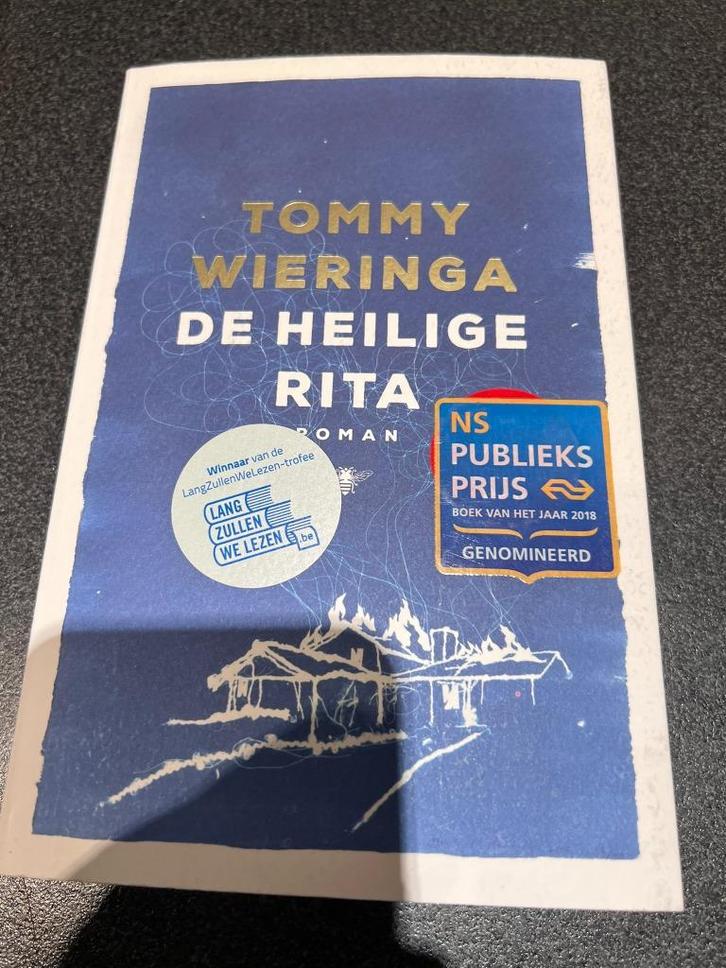 TOMMY
WIERINGA
DE HEILIGE
RITA
ROMAN
Winnaar van de
LangZullenWeLezen-trofee
LANG
ZULLEN
WE LEZEN .be
NS
PUBLIEKS
PRIJS
BOEK VAN HET JAAR 2018
GENOMINEERD